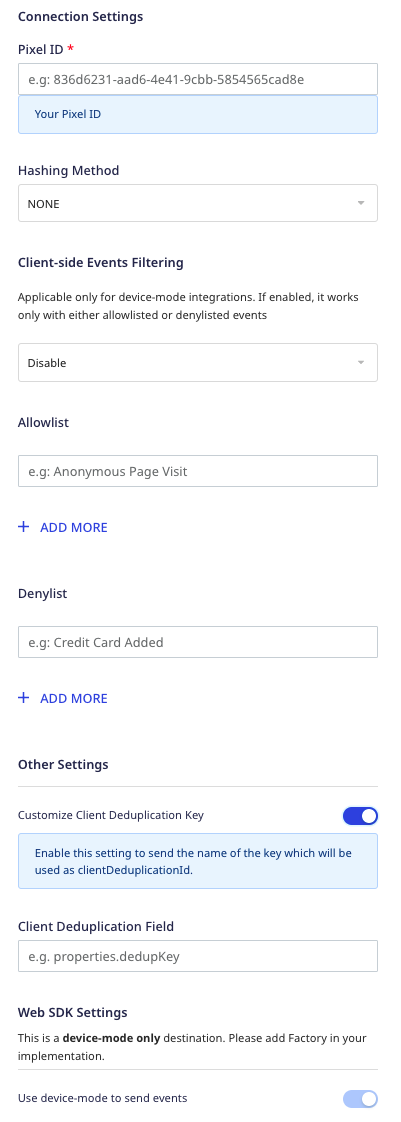 Connection Settings
Pixel ID *
e.g: 836d6231-aad6-4e41-9cbb-5854565cad8e
Your Pixel ID
Hashing Method
NONE
Client-side Events Filtering
Applicable only for device-mode integrations. If enabled, it works
only with either allowlisted or denylisted events
Disable
Allowlist
e.g: Anonymous Page Visit
+ ADD MORE
Denylist
e.g: Credit Card Added
+ ADD MORE
Other Settings
Customize Client Deduplication Key
Enable this setting to send the name of the key which will be
used as clientDeduplicationId.
Client Deduplication Field
e.g. properties.dedupKey
Web SDK Settings
This is a device-mode only destination. Please add Factory in your
implementation.
Use device-mode to send events